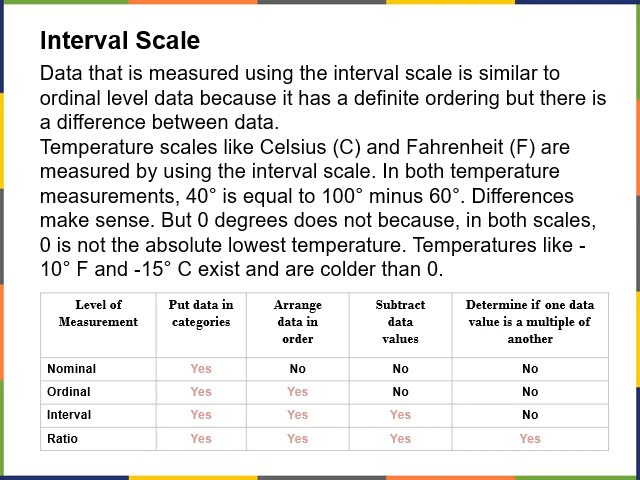 Interval Scale
Data that is measured using the interval scale is similar to
ordinal level data because it has a definite ordering but there is
a difference between data.
Temperature scales like Celsius (C) and Fahrenheit (F) are
measured by using the interval scale. In both temperature
measurements, 40° is equal to 100° minus 60°. Differences
make sense. But 0 degrees does not because, in both scales,
0 is not the absolute lowest temperature. Temperatures like -
10° F and -15° C exist and are colder than 0.
Level of Measurement | Put data in categories | Arrange data in order | Subtract data values | Determine if one data value is a multiple of another
Nominal | Yes | No | No | No
Ordinal | Yes | Yes | No | No
Interval | Yes | Yes | Yes | No
Ratio | Yes | Yes | Yes | Yes